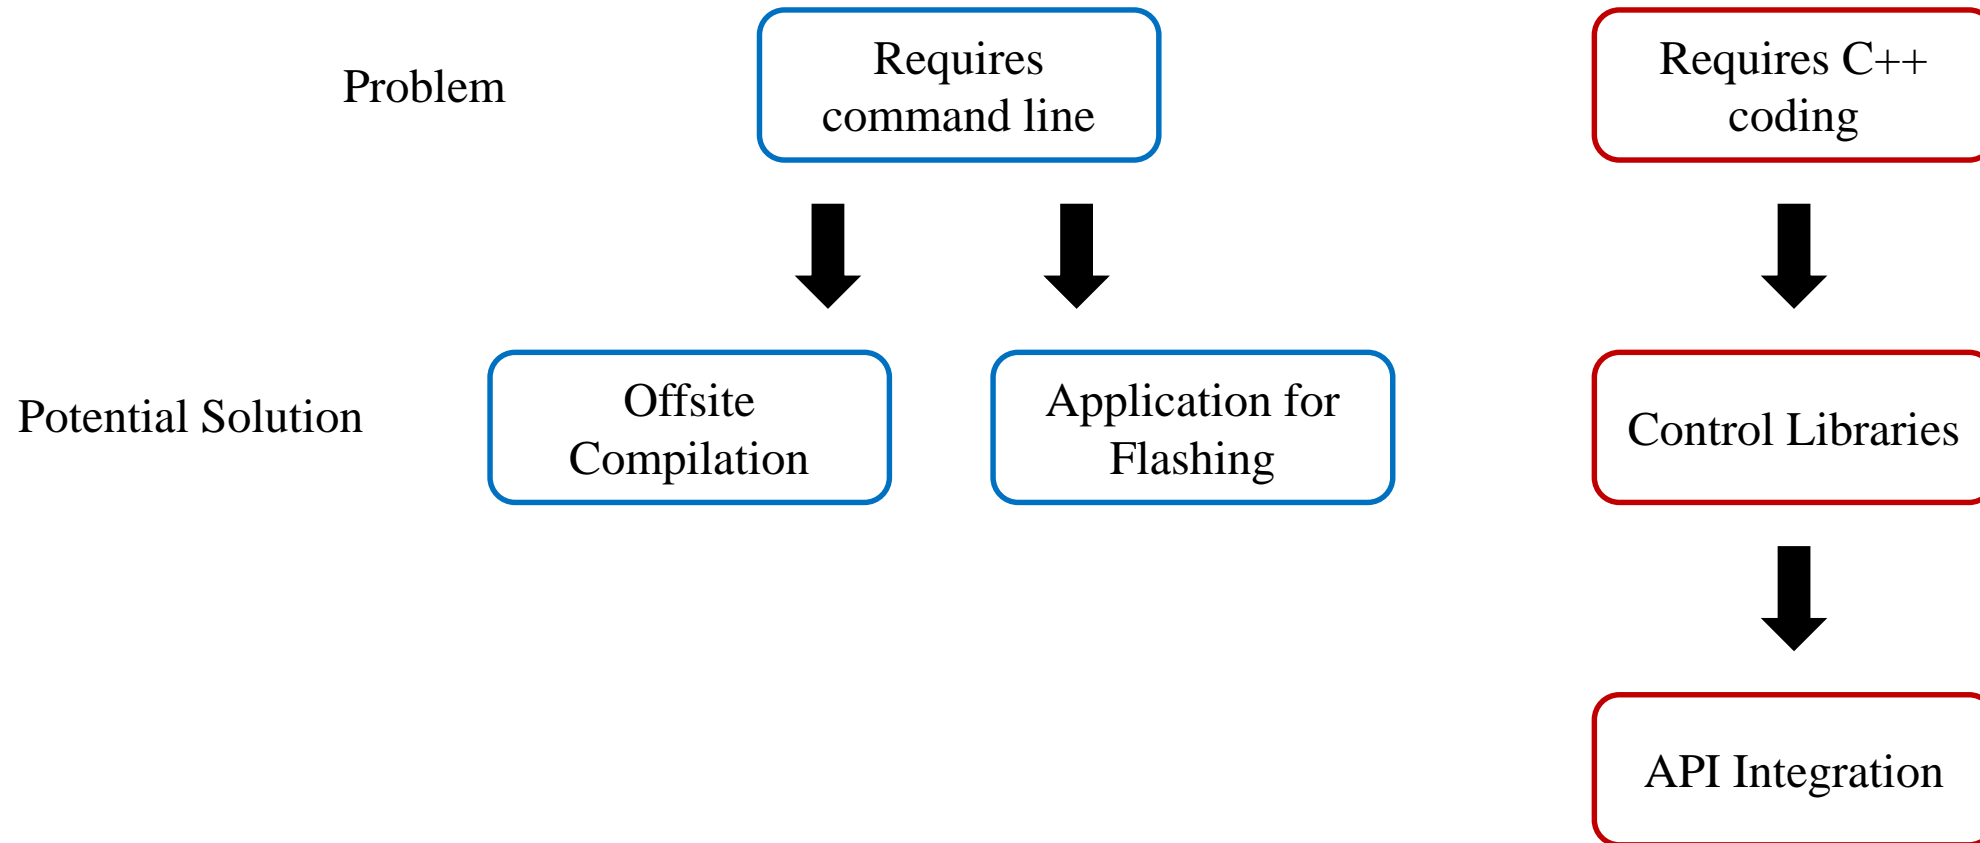 Problem
Requires
command line
Requires C++
coding
Potential Solution
Offsite
Compilation
Application for
Flashing
Control Libraries
API Integration